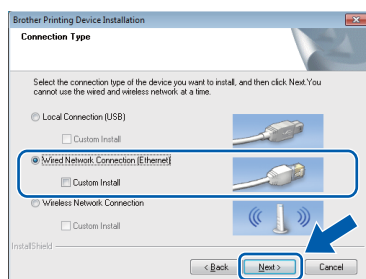 Brother Printing Device Installation
Connection Type
Select the connection type of the device you want to install, and then click Next.You
cannot use the wired and wireless network at a time.
Local Connection (USB)
Custom Install
Wired Network Connection (Ethernet)
Custom Install
Wireless Network Connection
Custom Install
InstallShield
< Back
Next >
Cancel